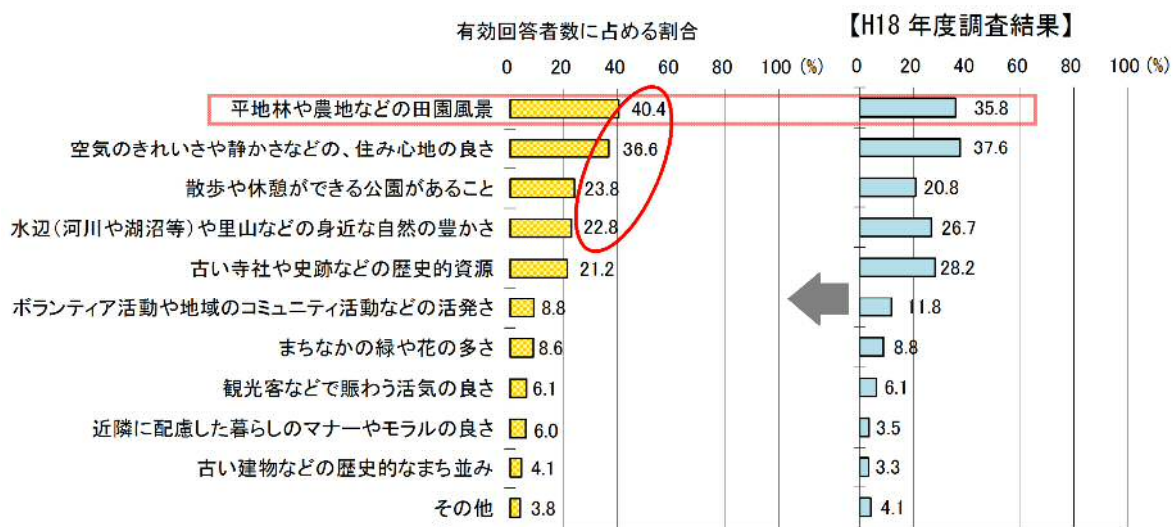 有効回答者数に占める割合 【H18 年度調査結果】
0 20 40 60 80 100 (%) 0 20 40 60 80 100 (%)
平地林や農地などの田園風景 40.4 35.8
空気のきれいさや静かさなどの、住み心地の良さ 36.6 37.6
散歩や休憩ができる公園があること 23.8 20.8
水辺(河川や湖沼等)や里山などの身近な自然の豊かさ 22.8 26.7
古い寺社や史跡などの歴史的資源 21.2 28.2
ボランティア活動や地域のコミュニティ活動などの活発さ 8.8 11.8
まちなかの緑や花の多さ 8.6 8.8
観光客などで賑わう活気の良さ 6.1 6.1
近隣に配慮した暮らしのマナーやモラルの良さ 6.0 3.5
古い建物などの歴史的なまち並み 4.1 3.3
その他 3.8 4.1